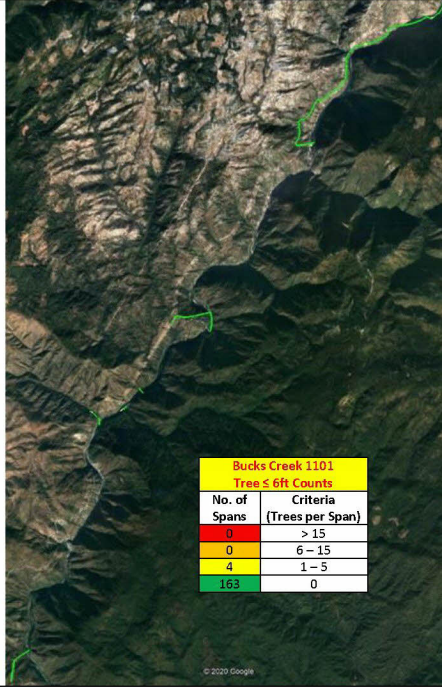 Bucks Creek 1101
Tree ≤ 6ft Counts
No. of Spans Criteria (Trees per Span)
0 > 15
0 6 – 15
4 1 – 5
163 0
© 2020 Google